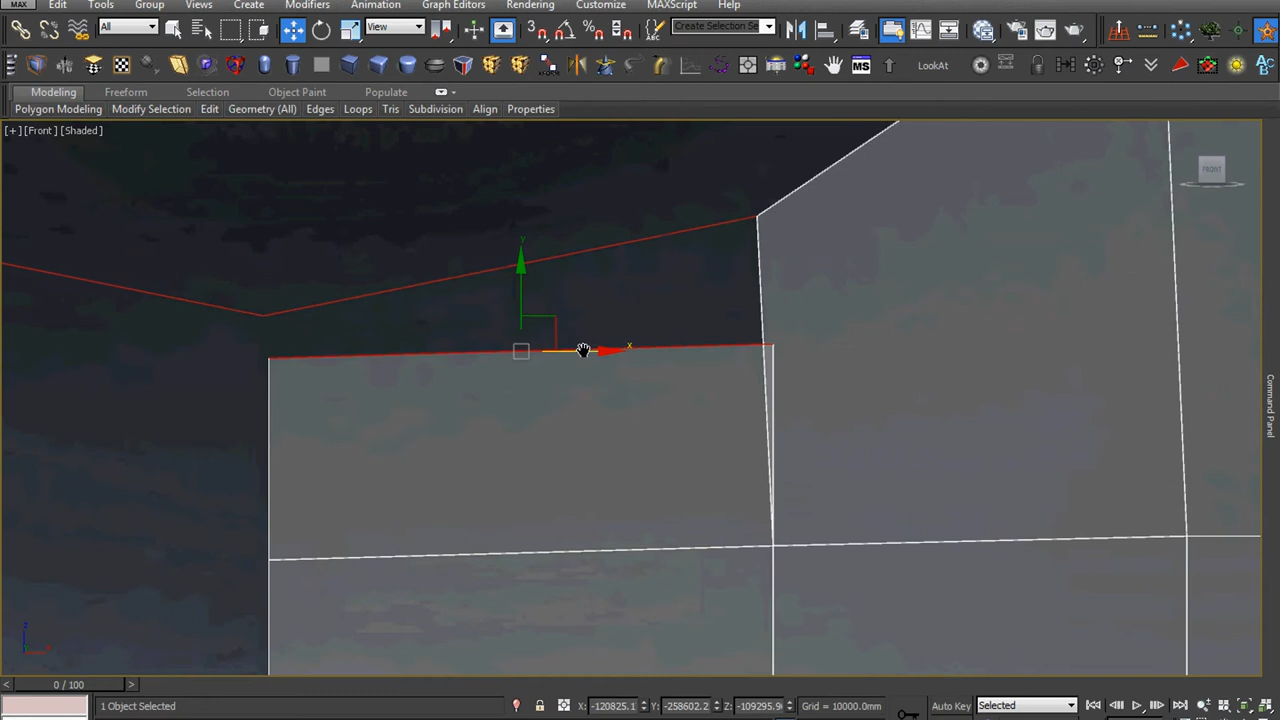 MAX Edit Tools Group Views Create Modifiers Animation Graph Editors Rendering Customize MAXScript Help
All View 3 Create Selection Se
MS LookAt
Modeling Freeform Selection Object Paint Populate
Polygon Modeling Modify Selection Edit Geometry (All) Edges Loops Tris Subdivision Align Properties
[+] [Front] [Shaded]
FRONT
y
x
Command Panel
z
0 / 100
1 Object Selected X: -120825.1 Y: -258602.2 Z: -109295.9 Grid = 10000.0mm Auto Key Selected